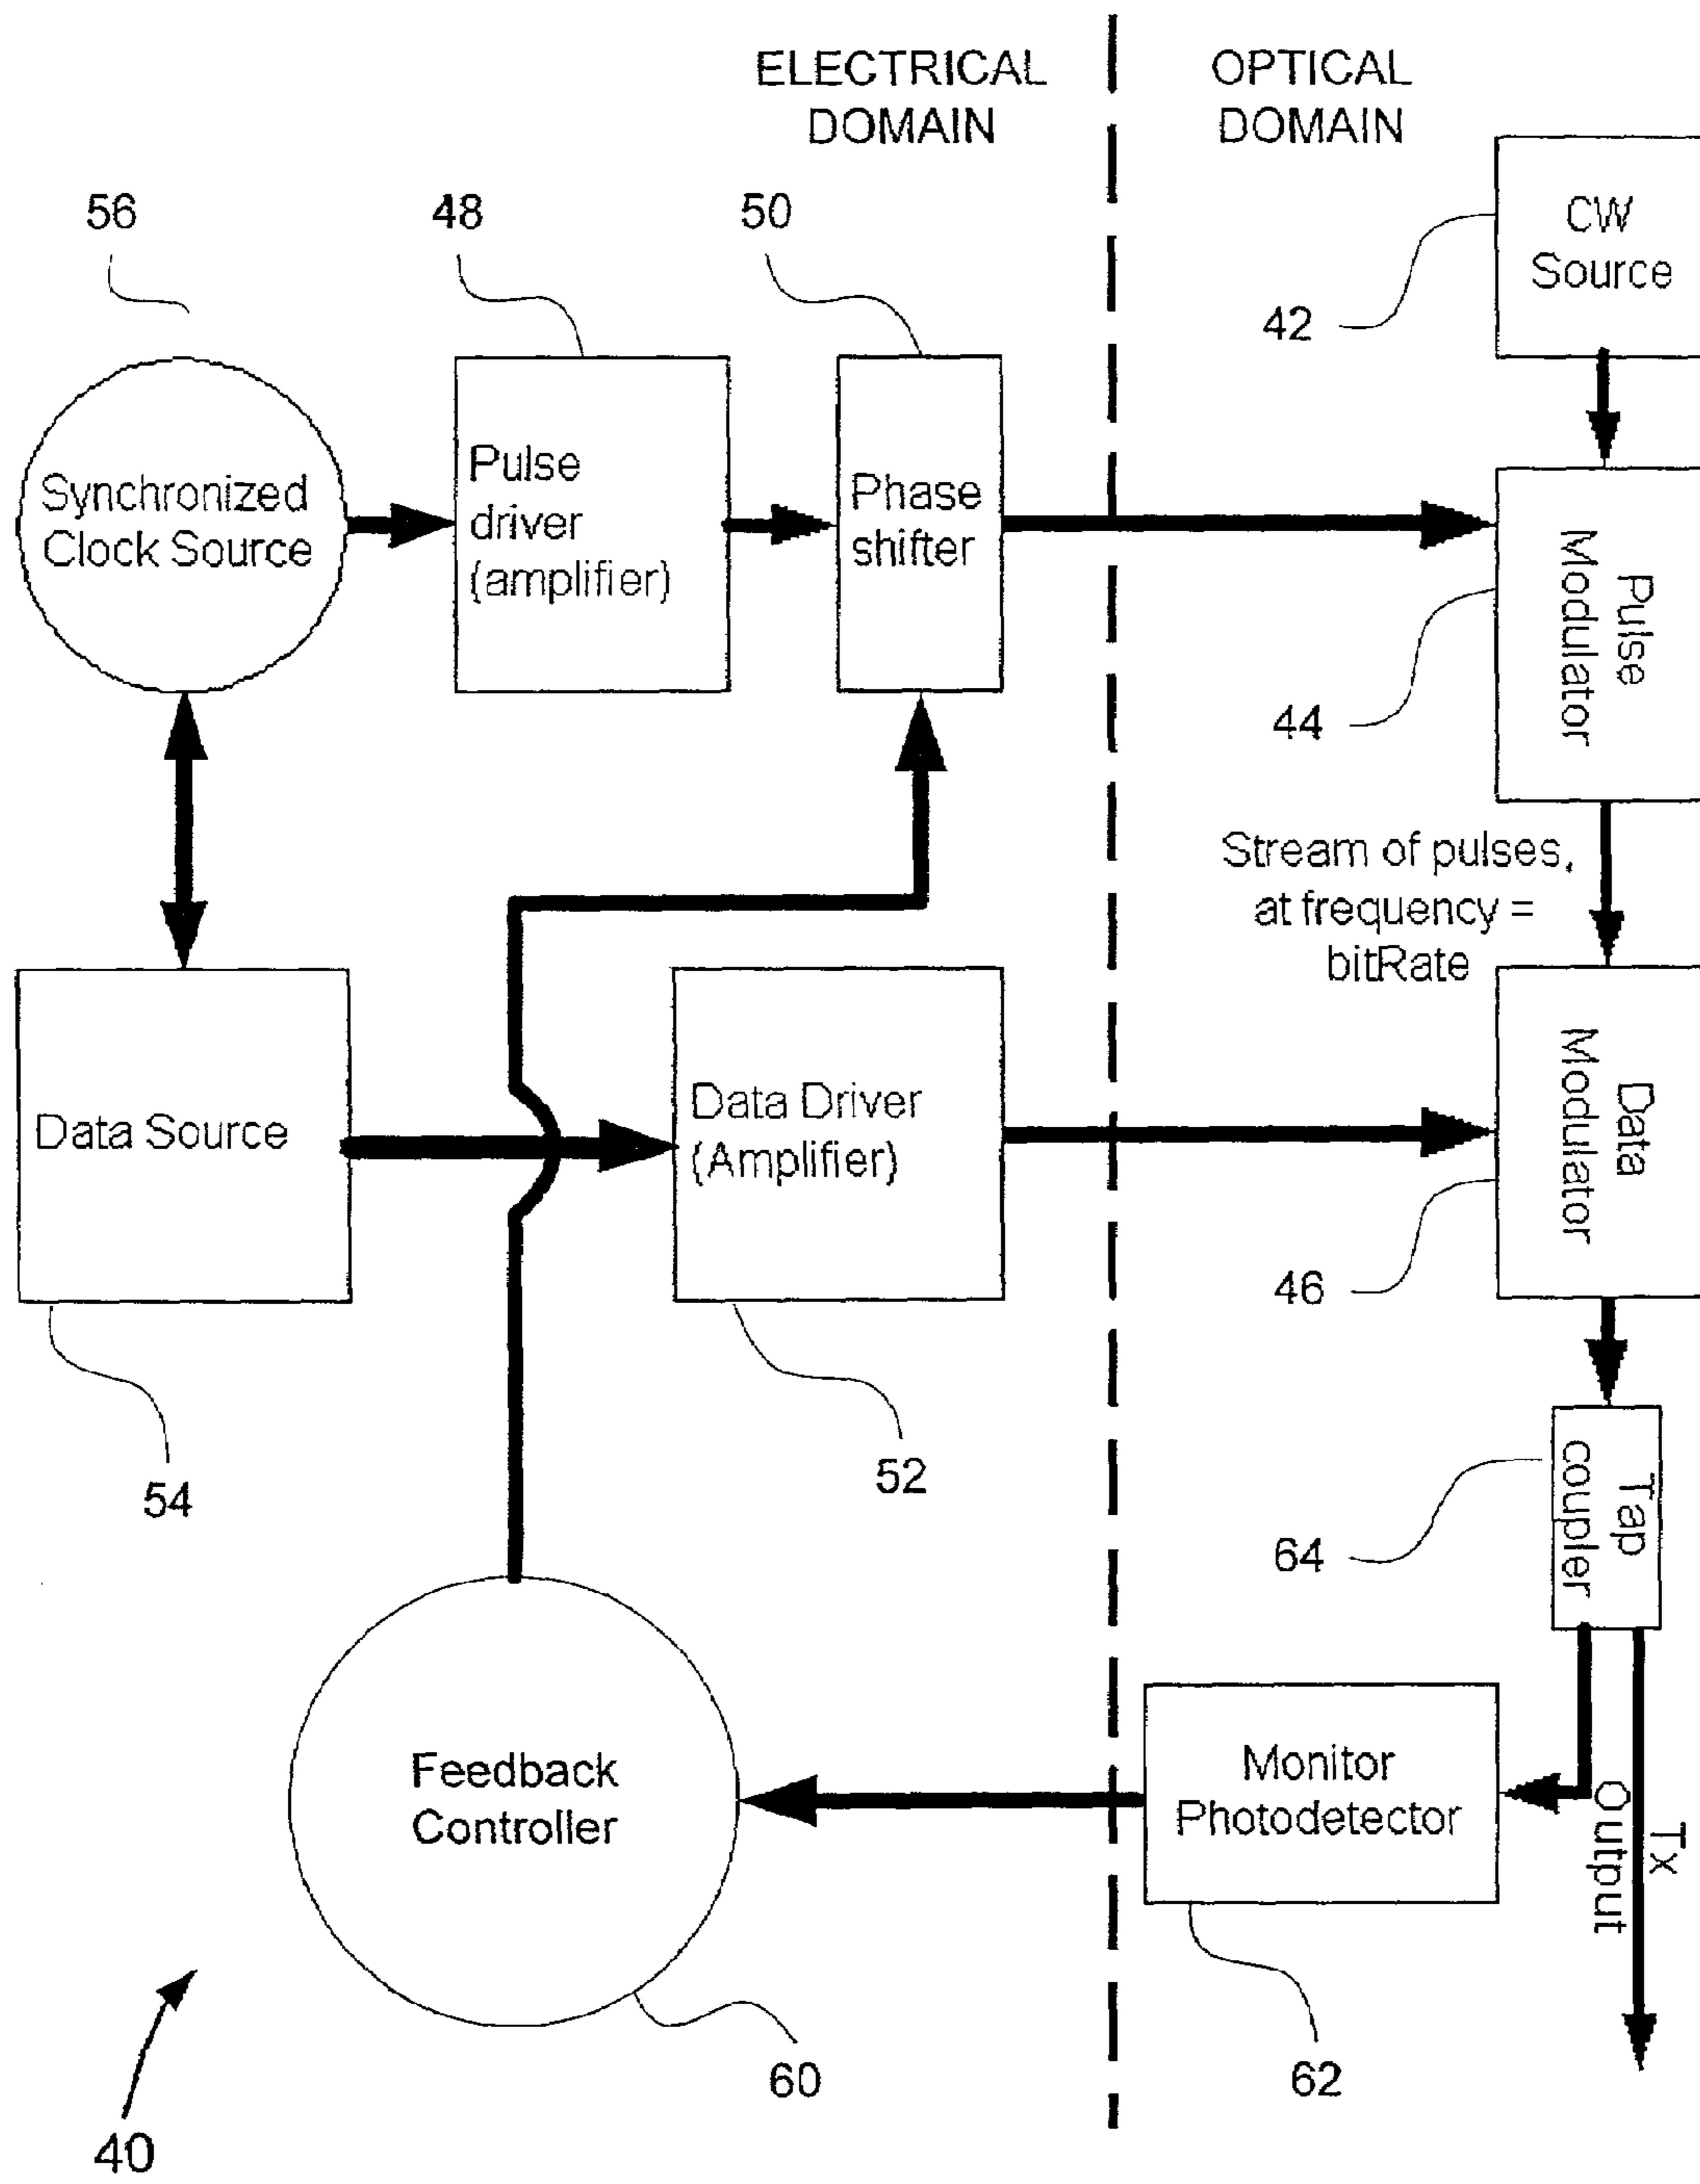 ELECTRICAL
DOMAIN
OPTICAL
DOMAIN
56
48
50
CW
Source
42
Synchronized
Clock Source
Pulse
driver
(amplifier)
Phase
shifter
Pulse
Modulator
44
Stream of pulses,
at frequency =
bitRate
Data Source
Data Driver
(Amplifier)
Data
Modulator
46
54
52
Tap
coupler
64
Feedback
Controller
Monitor
Photodetector
Tx
Output
60
62
40